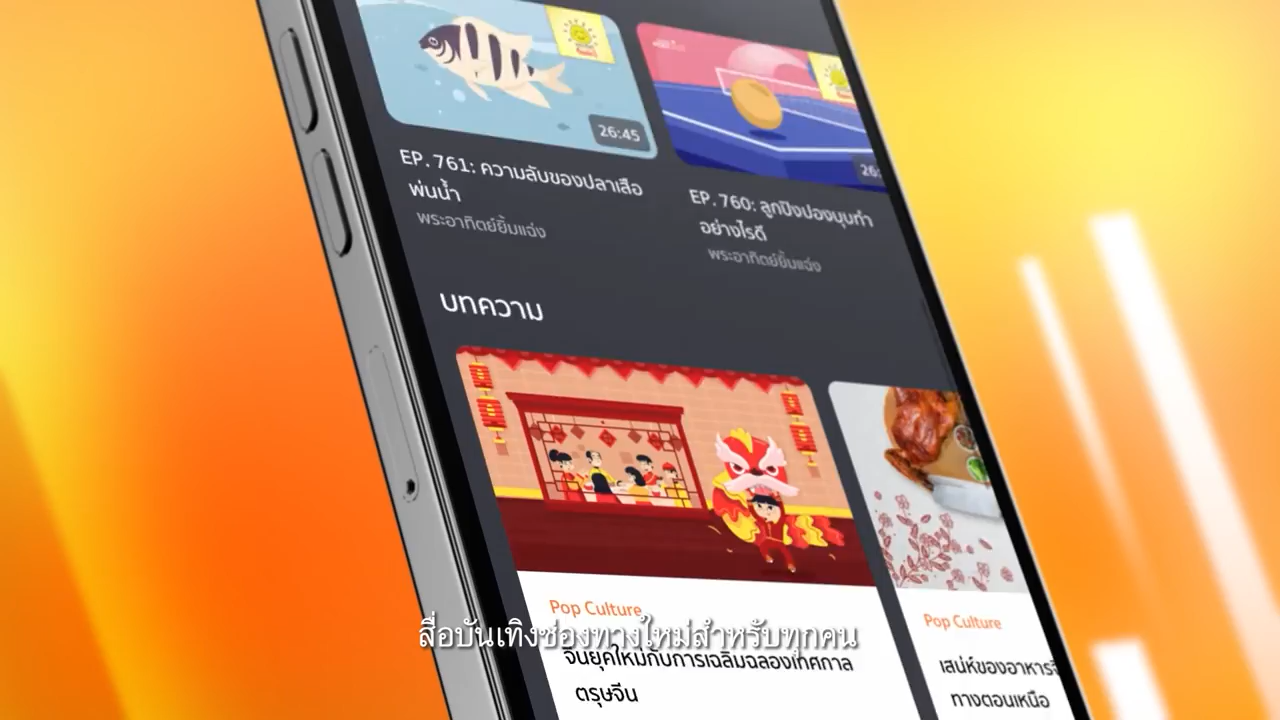 26:45
EP. 761: ความลับของปลาเสือ
พ่นน้ำ
พระอาทิตย์ยิ้มแฉ่ง
26:
EP. 760: ลูกปิงปองบุบทำ
อย่างไรดี
พระอาทิตย์ยิ้มแฉ่ง
บทความ
Pop Culture
จีนยุคใหม่กับการเฉลิมฉลองเทศกาล
ตรุษจีน
Pop Culture
เสน่ห์ของอาหารจี
ทางตอนเหนือ
สื่อบันเทิงช่องทางใหม่สำหรับทุกคน